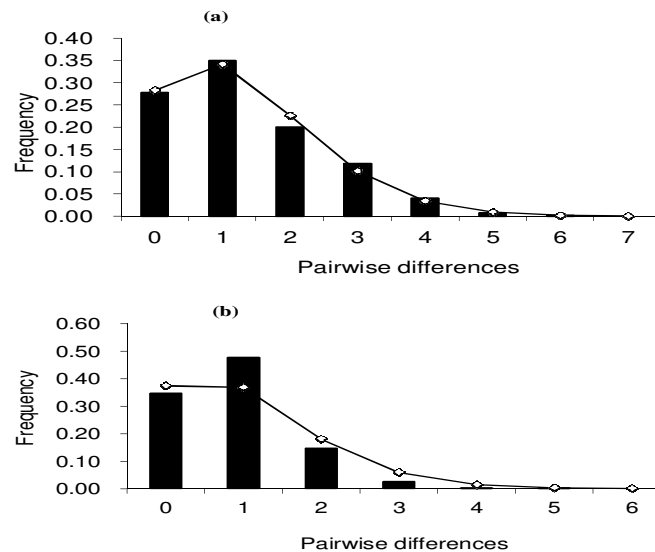 (a)
0.40
0.35
0.30
0.25
0.20
0.15
0.10
0.05
0.00
Frequency
0 1 2 3 4 5 6 7
Pairwise differences
(b)
0.60
0.50
0.40
0.30
0.20
0.10
0.00
Frequency
0 1 2 3 4 5 6
Pairwise differences